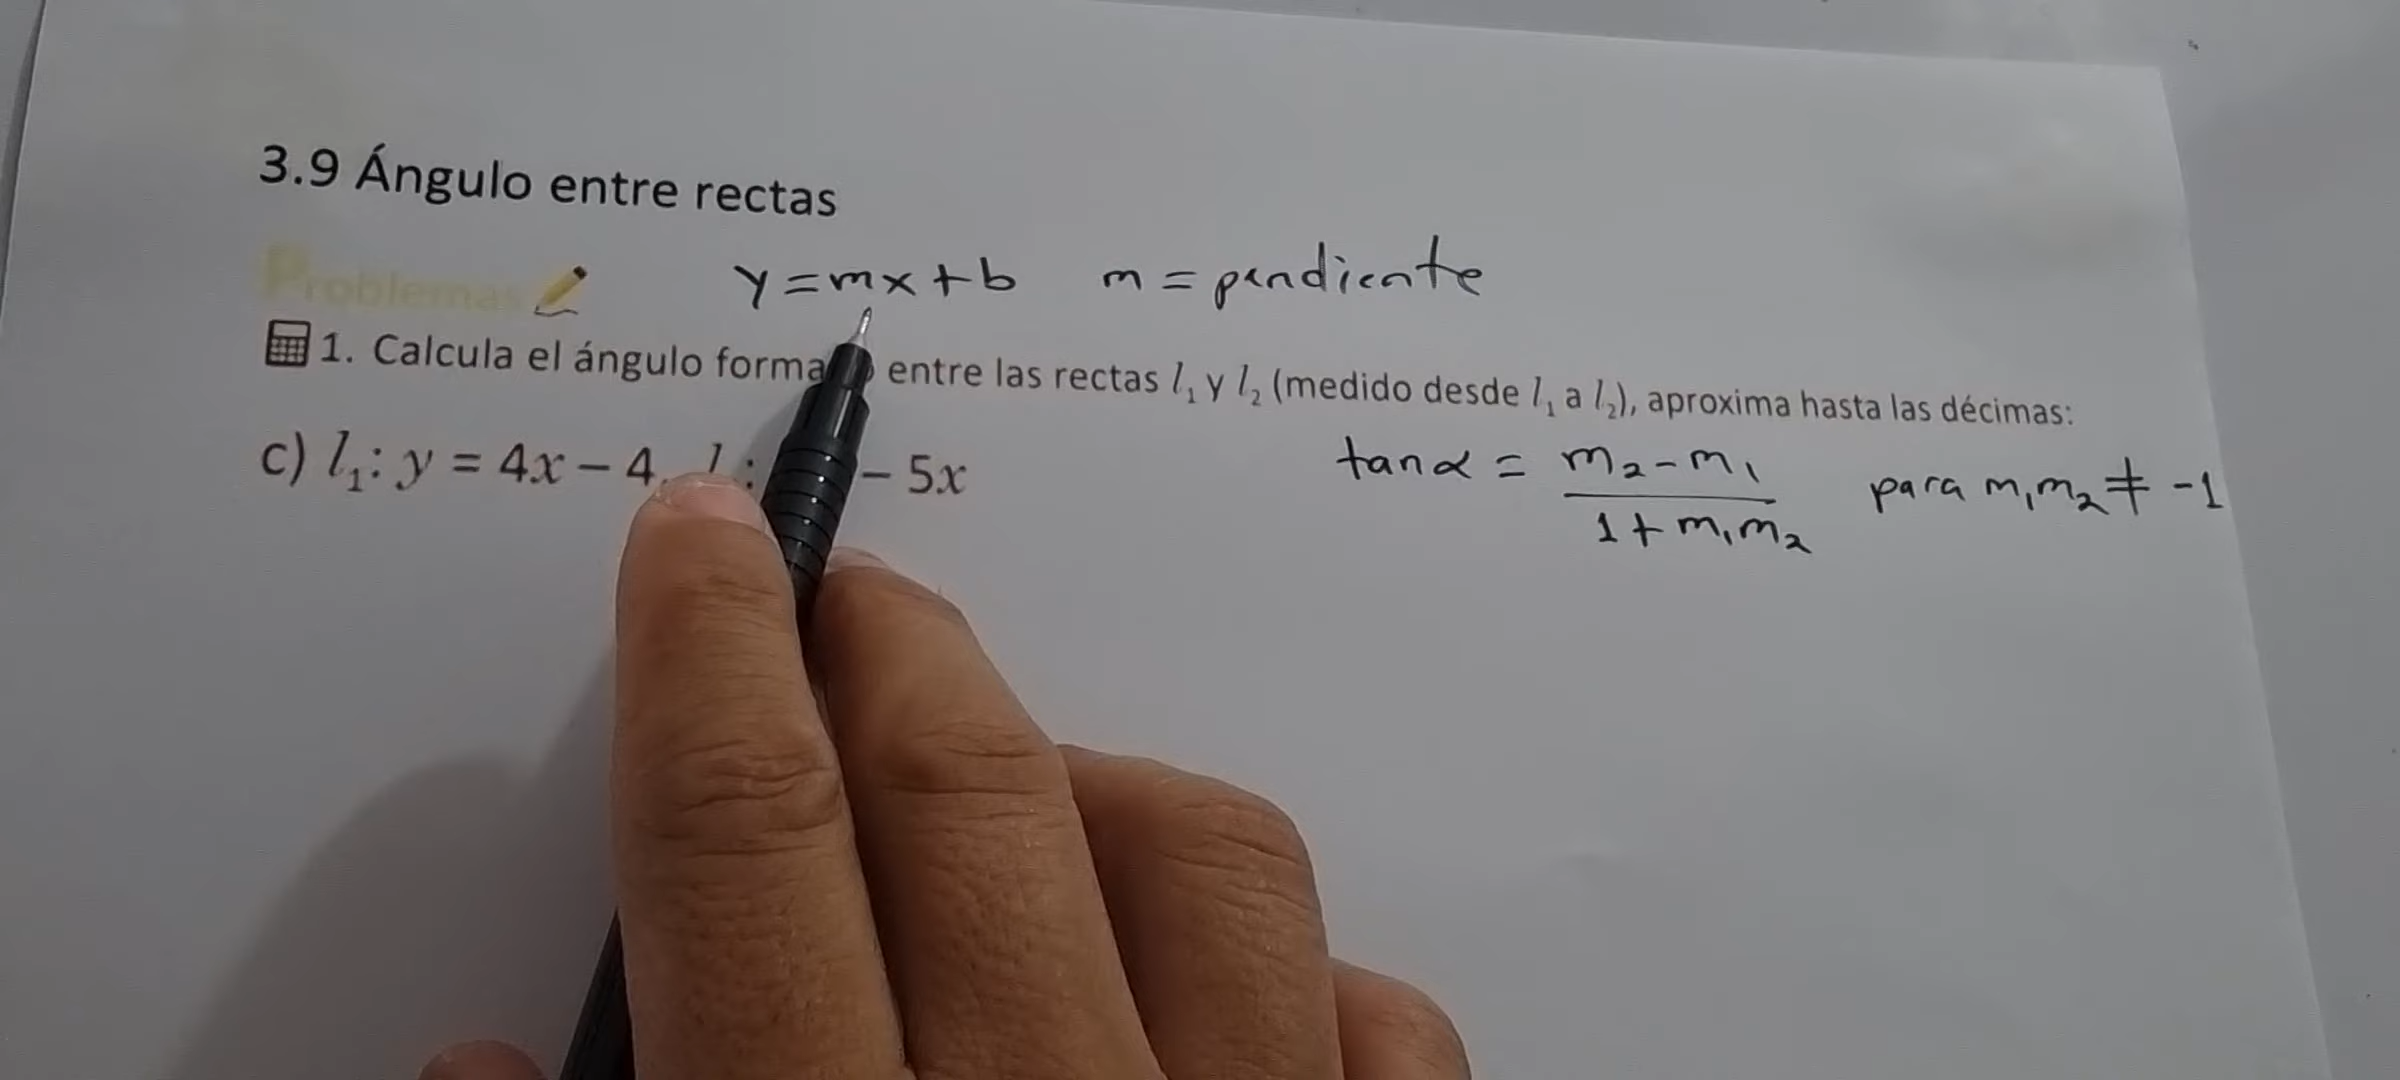 3.9 Ángulo entre rectas
Problemas
y = mx + b m = pendiente
1. Calcula el ángulo entre las rectas l₁ y l₂ (medido desde l₁ a l₂), aproxima hasta las décimas:
c) l₁: y = 4x – 4, l : – 5x
tan α = (m₂ - m₁)/(1 + m₁m₂) para m₁m₂ ≠ -1